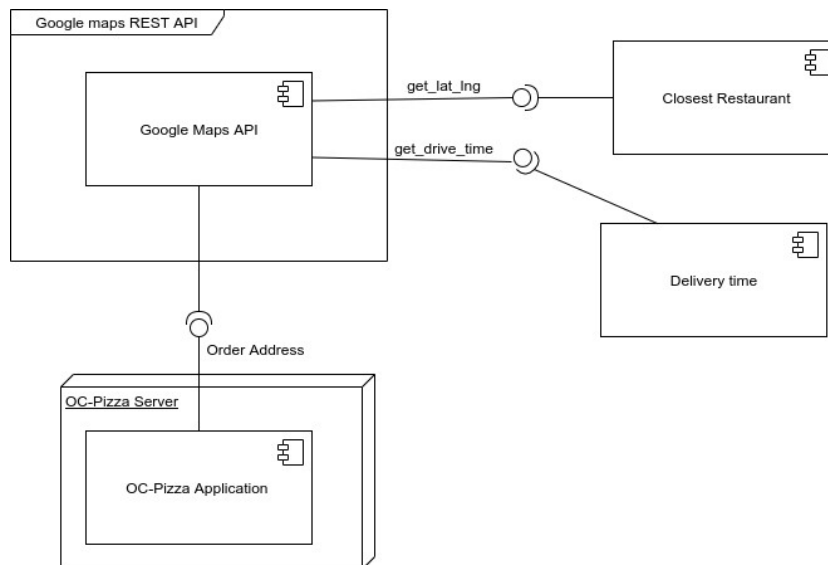 Google maps REST API
get_lat_lng
Closest Restaurant
Google Maps API
get_drive_time
Delivery time
Order Address
OC-Pizza Server
OC-Pizza Application